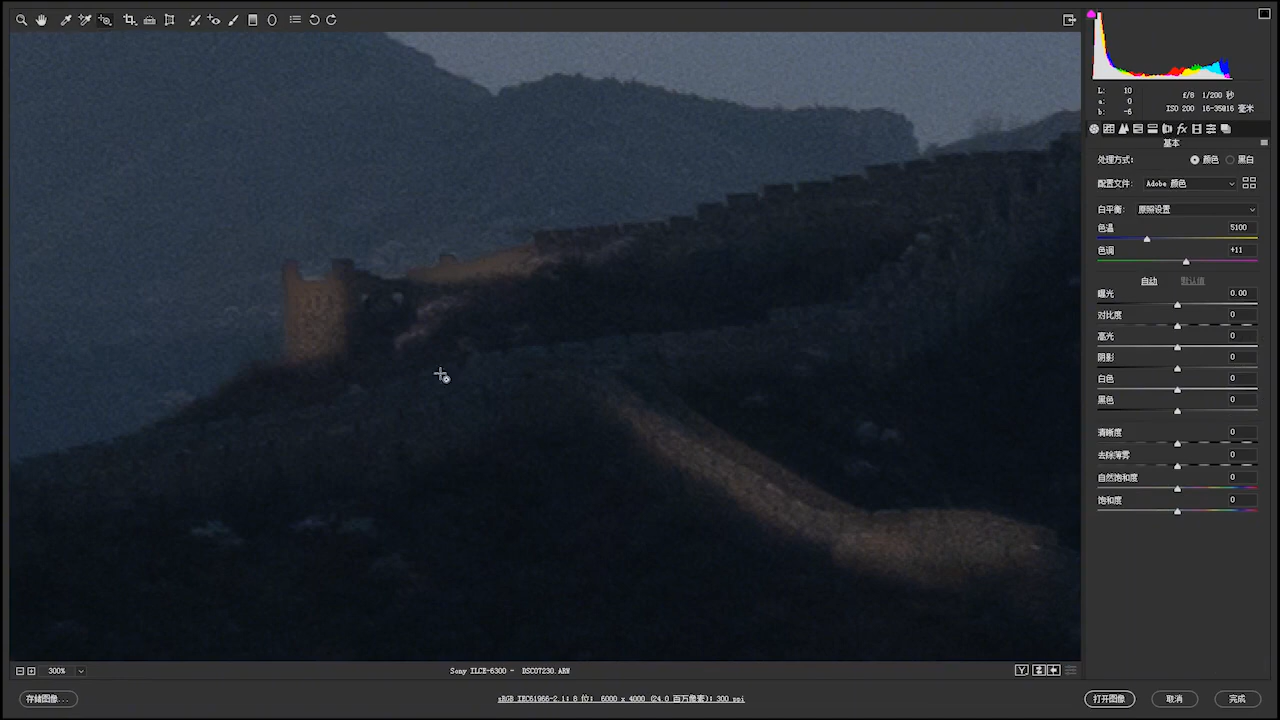 L: 10
a: 0
b: -6
f/8 1/200 秒
ISO 200 16-35@16 毫米
基本
处理方式: 颜色 黑白
配置文件: Adobe 颜色
白平衡: 原照设置
色温 5100
色调 +11
自动 默认值
曝光 0.00
对比度 0
高光 0
阴影 0
白色 0
黑色 0
清晰度 0
去除薄雾 0
自然饱和度 0
饱和度 0
300%
Sony ILCE-6300 - DSC07230.ARW
存储图像...
sRGB IEC61966-2.1; 8 位; 6000 x 4000 (24.0 百万像素); 300 ppi
打开图像
取消
完成